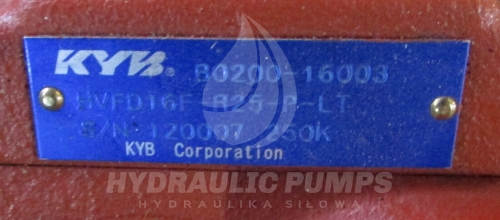 KYB® B0200-16003
HVFD16F-R25-P-LT
S/N 120007 350K
KYB Corporation
HYDRAULIC PUMPS
HYDRAULIKA SIŁOWA